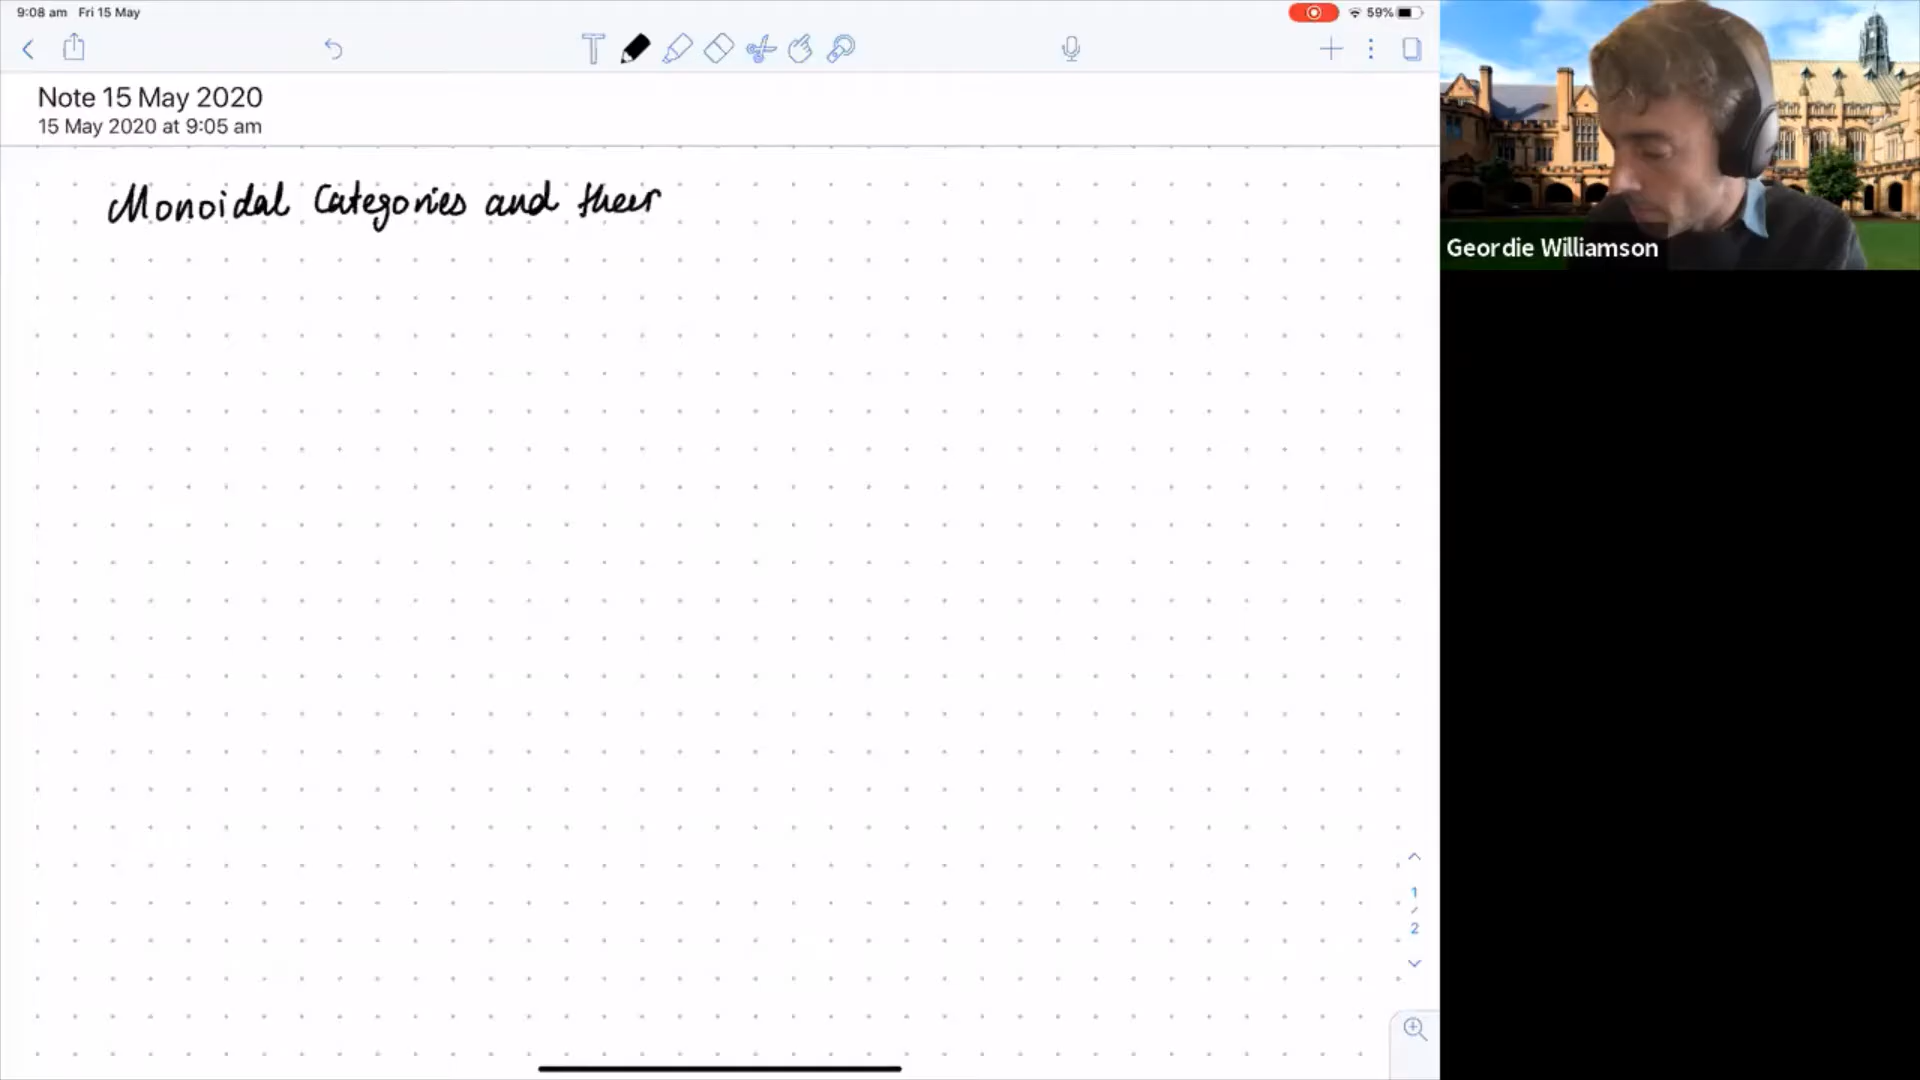 9:08 am Fri 15 May
59%
Note 15 May 2020
15 May 2020 at 9:05 am
Monoidal Categories and their
Geordie Williamson
1
/
2